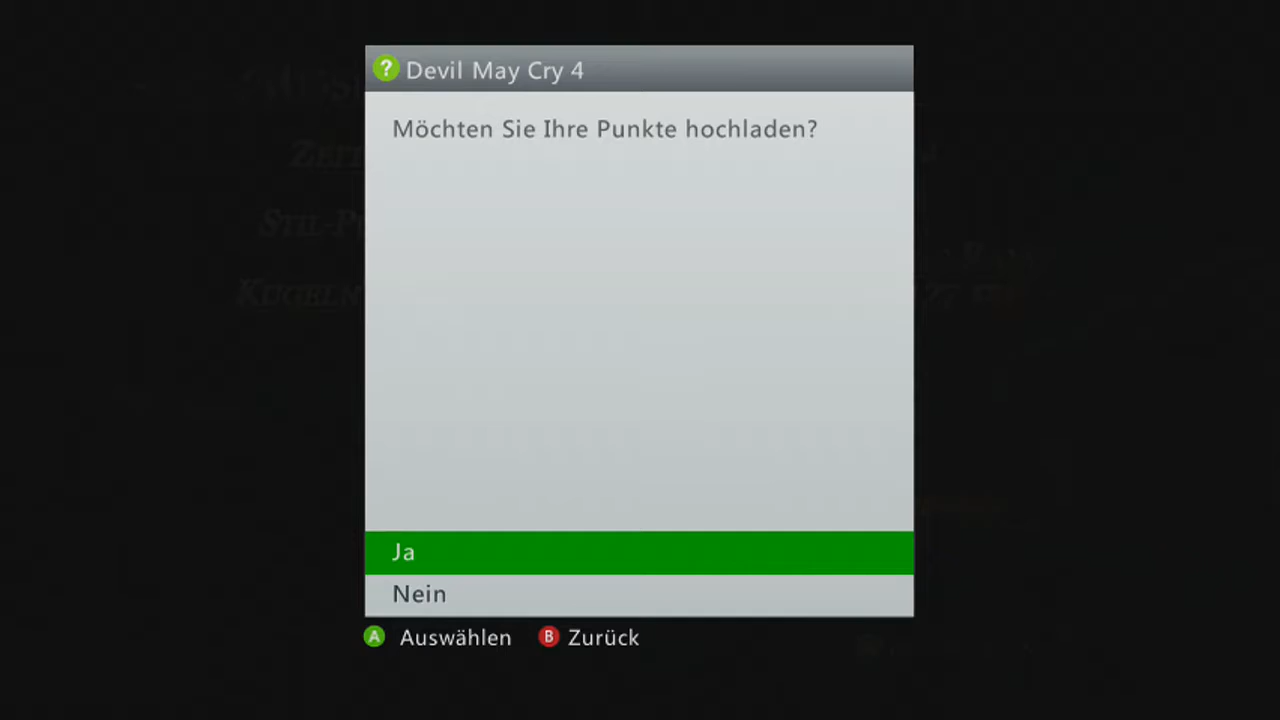 Devil May Cry 4
Möchten Sie Ihre Punkte hochladen?
Ja
Nein
A Auswählen B Zurück